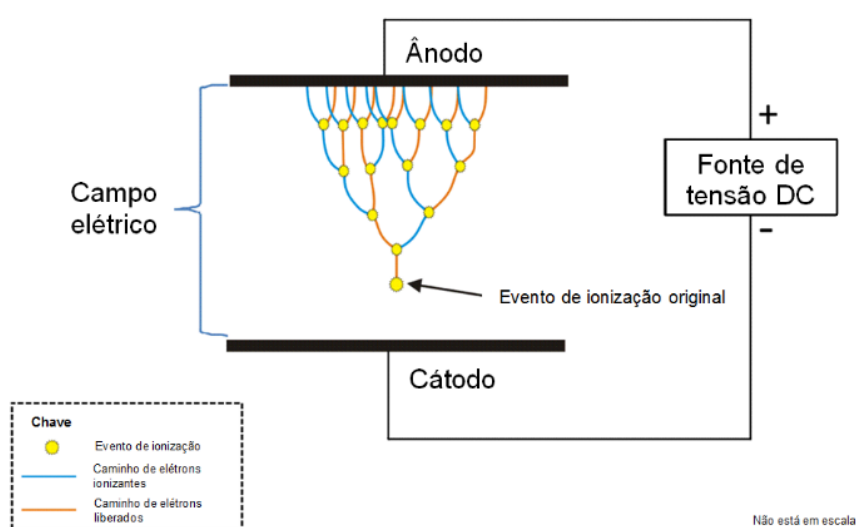 Ânodo
+
Campo
elétrico
Fonte de
tensão DC
-
Evento de ionização original
Cátodo
Chave
Evento de ionização
Caminho de elétrons
ionizantes
Caminho de elétrons
liberados
Não está em escala